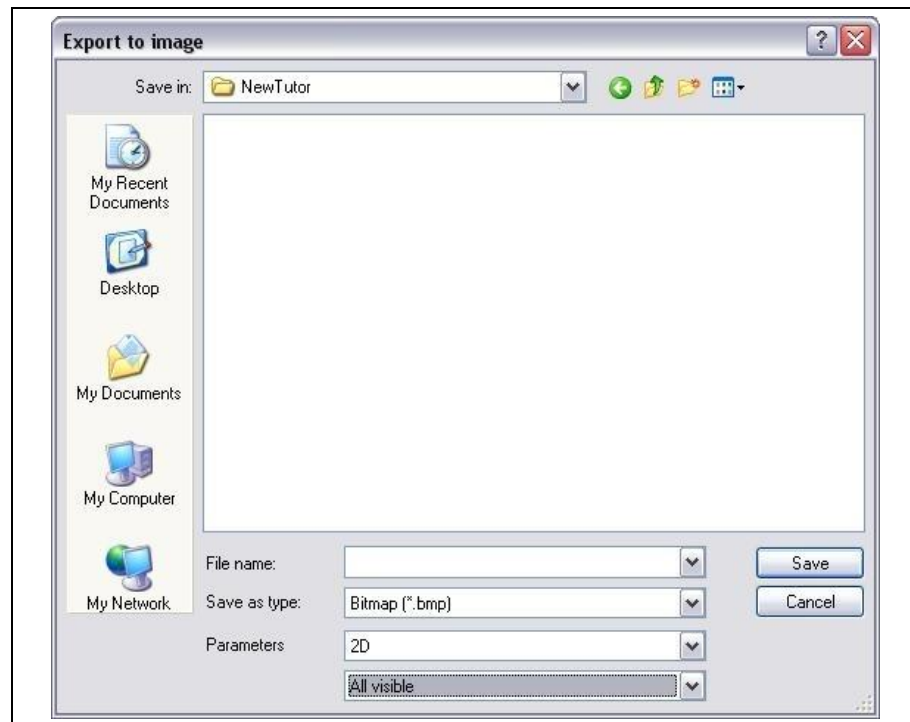 Export to image
Save in:
NewTutor
My Recent
Documents
Desktop
My Documents
My Computer
My Network
File name:
Save
Save as type:
Bitmap (*.bmp)
Cancel
Parameters
2D
All visible